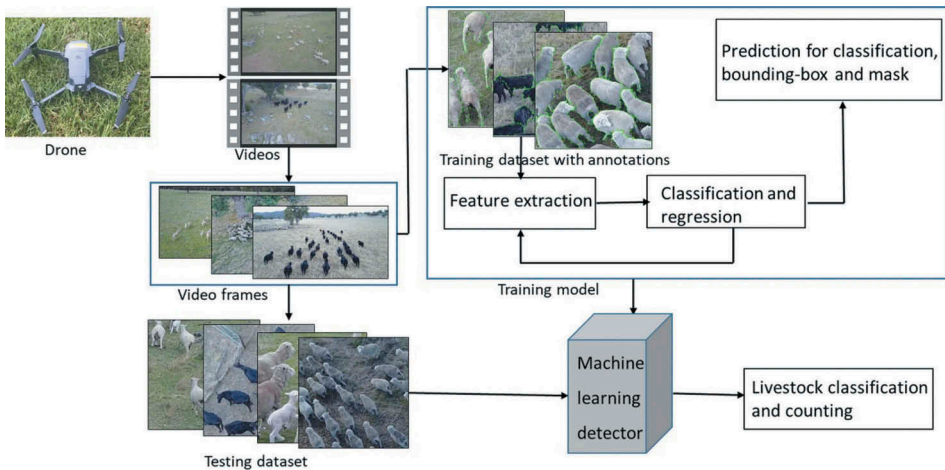 Drone
Videos
Video frames
Testing dataset
Training dataset with annotations
Feature extraction
Classification and
regression
Prediction for classification,
bounding-box and mask
Training model
Machine
learning
detector
Livestock classification
and counting